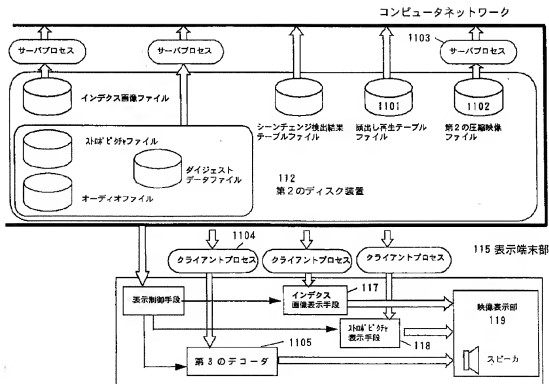 コンピュータネットワーク
サーバプロセス
サーバプロセス
1103
サーバプロセス
インデクス画像ファイル
シーンチェンジ検出結果
テーブルファイル
1101
頭出し再生テーブル
ファイル
1102
第2の圧縮映像
ファイル
ストロボピクチャファイル
ダイジェスト
データファイル
オーディオファイル
112
第2のディスク装置
1104
クライアントプロセス
クライアントプロセス
クライアントプロセス
115 表示端末部
表示制御手段
インデクス
画像表示手段
117
ストロボピクチャ
表示手段
118
映像表示部
119
1105
第3のデコーダ
スピーカ